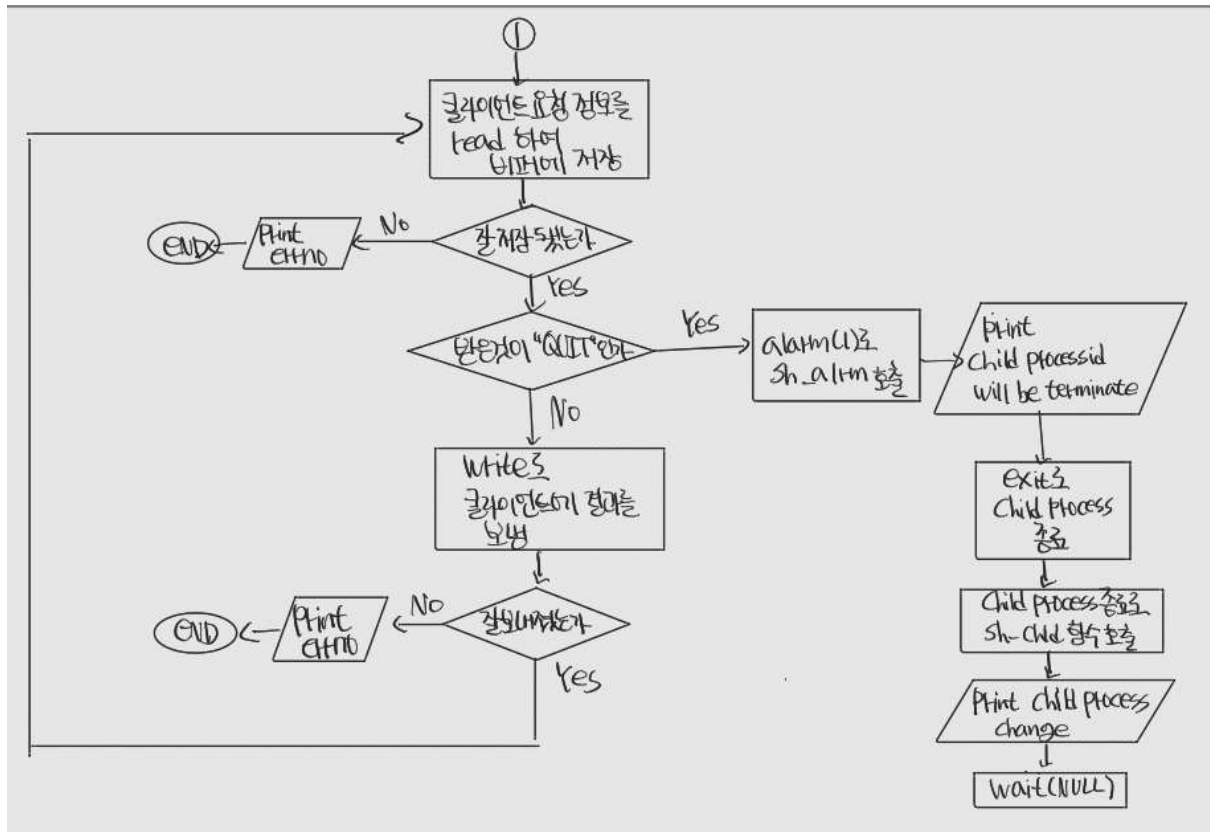 ①
클라이언트 요청 정보를
read 하여
버퍼에 저장
잘 저장 됐는가
No
Print
errno
END
Yes
받은것이 "QUIT"인가
Yes
alarm(1)로
sh_alrm 호출
print
Child processid
will be terminate
No
write로
클라이언트에게 결과를
보냄
exit로
Child Process
종료
잘 보내졌는가
No
Print
errno
END
Yes
Child Process 종료로
sh_child 함수 호출
Print child process
change
wait(NULL)